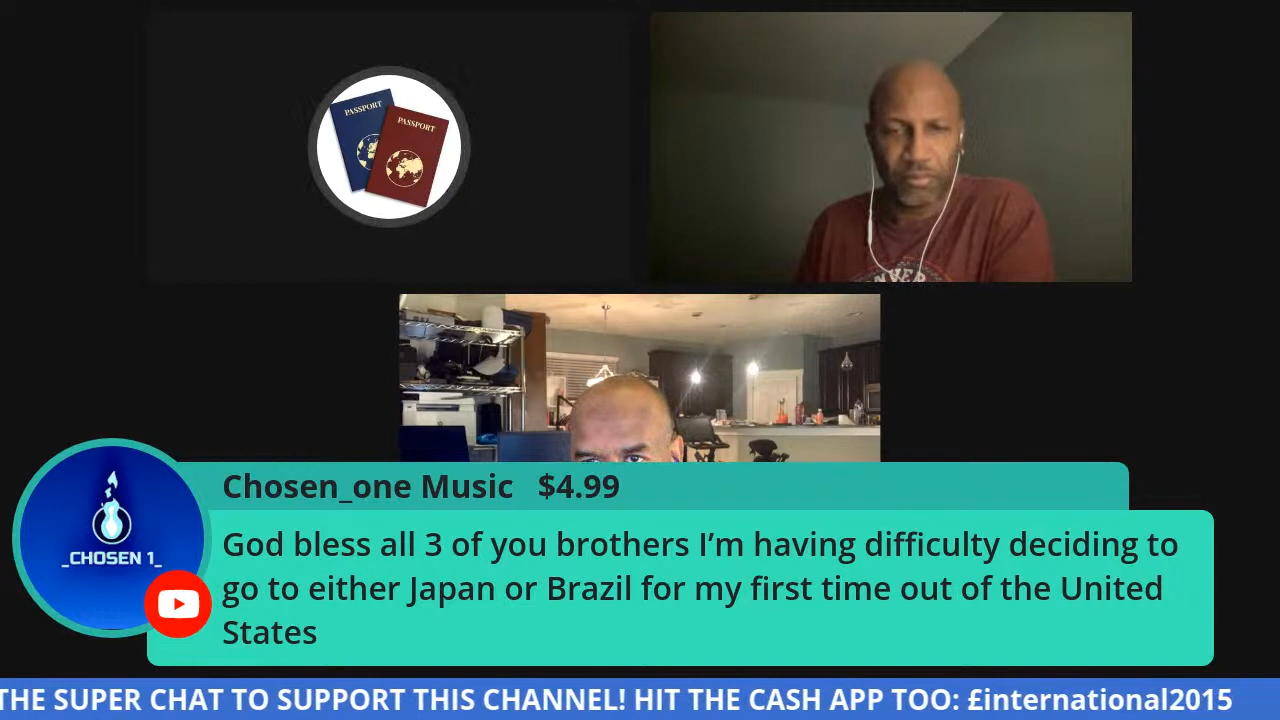 PASSPORT
PASSPORT
Chosen_one Music $4.99
God bless all 3 of you brothers I’m having difficulty deciding to
go to either Japan or Brazil for my first time out of the United
States
_CHOSEN 1_
THE SUPER CHAT TO SUPPORT THIS CHANNEL! HIT THE CASH APP TOO: £international2015